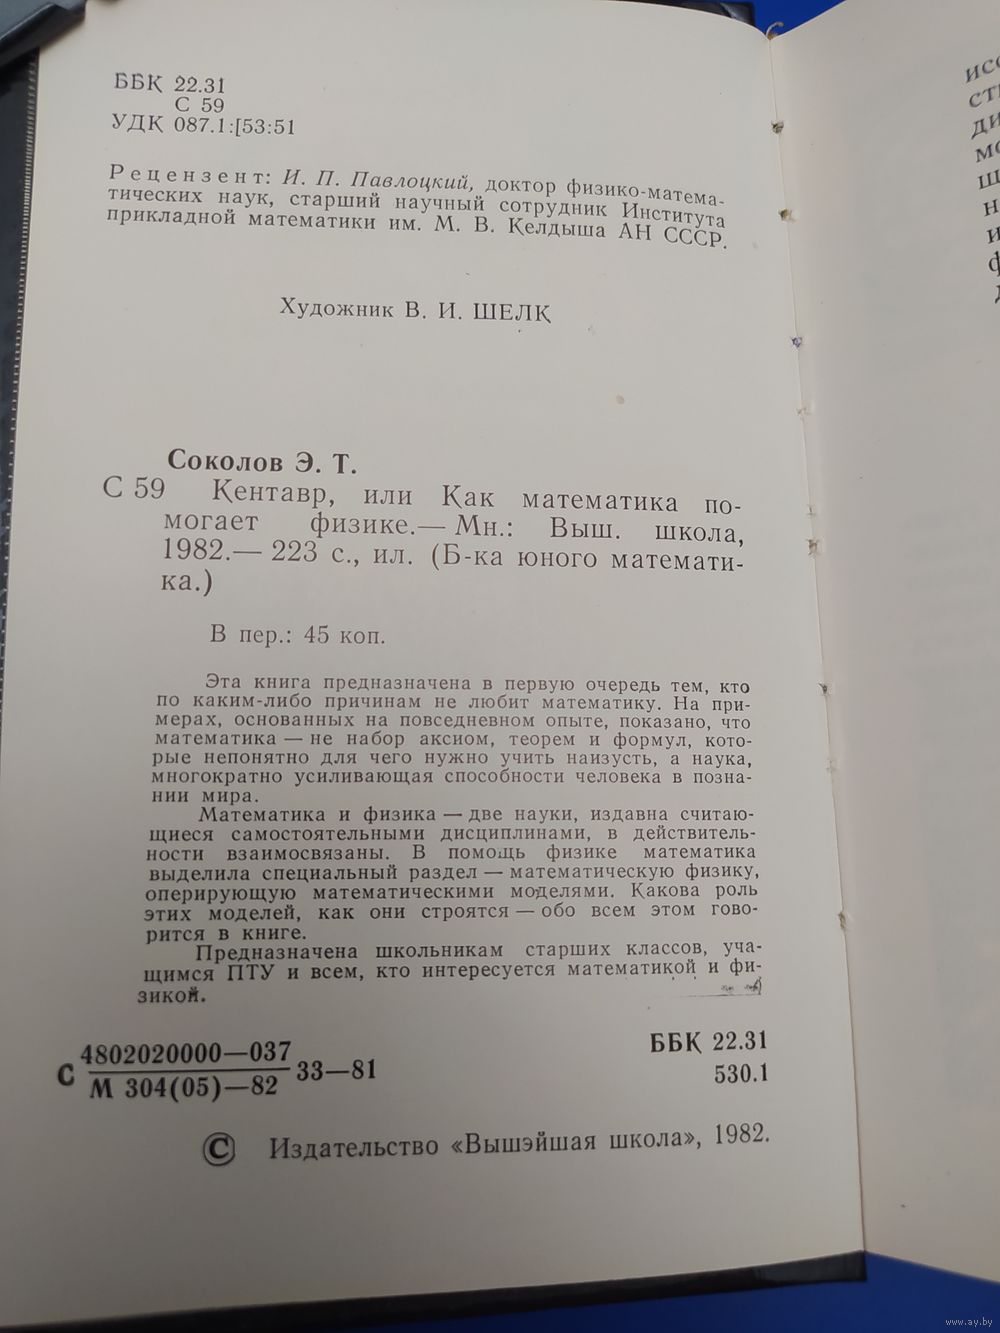 ББК 22.31
С 59
УДК 087.1:[53:51
Рецензент: И. П. Павлоцкий, доктор физико-матема-
тических наук, старший научный сотрудник Института
прикладной математики им. М. В. Келдыша АН СССР.
Художник В. И. ШЕЛК
Соколов Э. Т.
С 59 Кентавр, или Как математика по-
могает физике.— Мн.: Выш. школа,
1982.— 223 с., ил. (Б-ка юного математи-
ка.)
В пер.: 45 коп.
Эта книга предназначена в первую очередь тем, кто
по каким-либо причинам не любит математику. На при-
мерах, основанных на повседневном опыте, показано, что
математика — не набор аксиом, теорем и формул, кото-
рые непонятно для чего нужно учить наизусть, а наука,
многократно усиливающая способности человека в позна-
нии мира.
Математика и физика — две науки, издавна считаю-
щиеся самостоятельными дисциплинами, в действитель-
ности взаимосвязаны. В помощь физике математика
выделила специальный раздел — математическую физику,
оперирующую математическими моделями. Какова роль
этих моделей, как они строятся — обо всем этом гово-
рится в книге.
Предназначена школьникам старших классов, уча-
щимся ПТУ и всем, кто интересуется математикой и фи-
зикой.
С 4802020000—037
М 304(05)—82 33—81
ББК 22.31
530.1
© Издательство «Вышэйшая школа», 1982.
www.ay.by